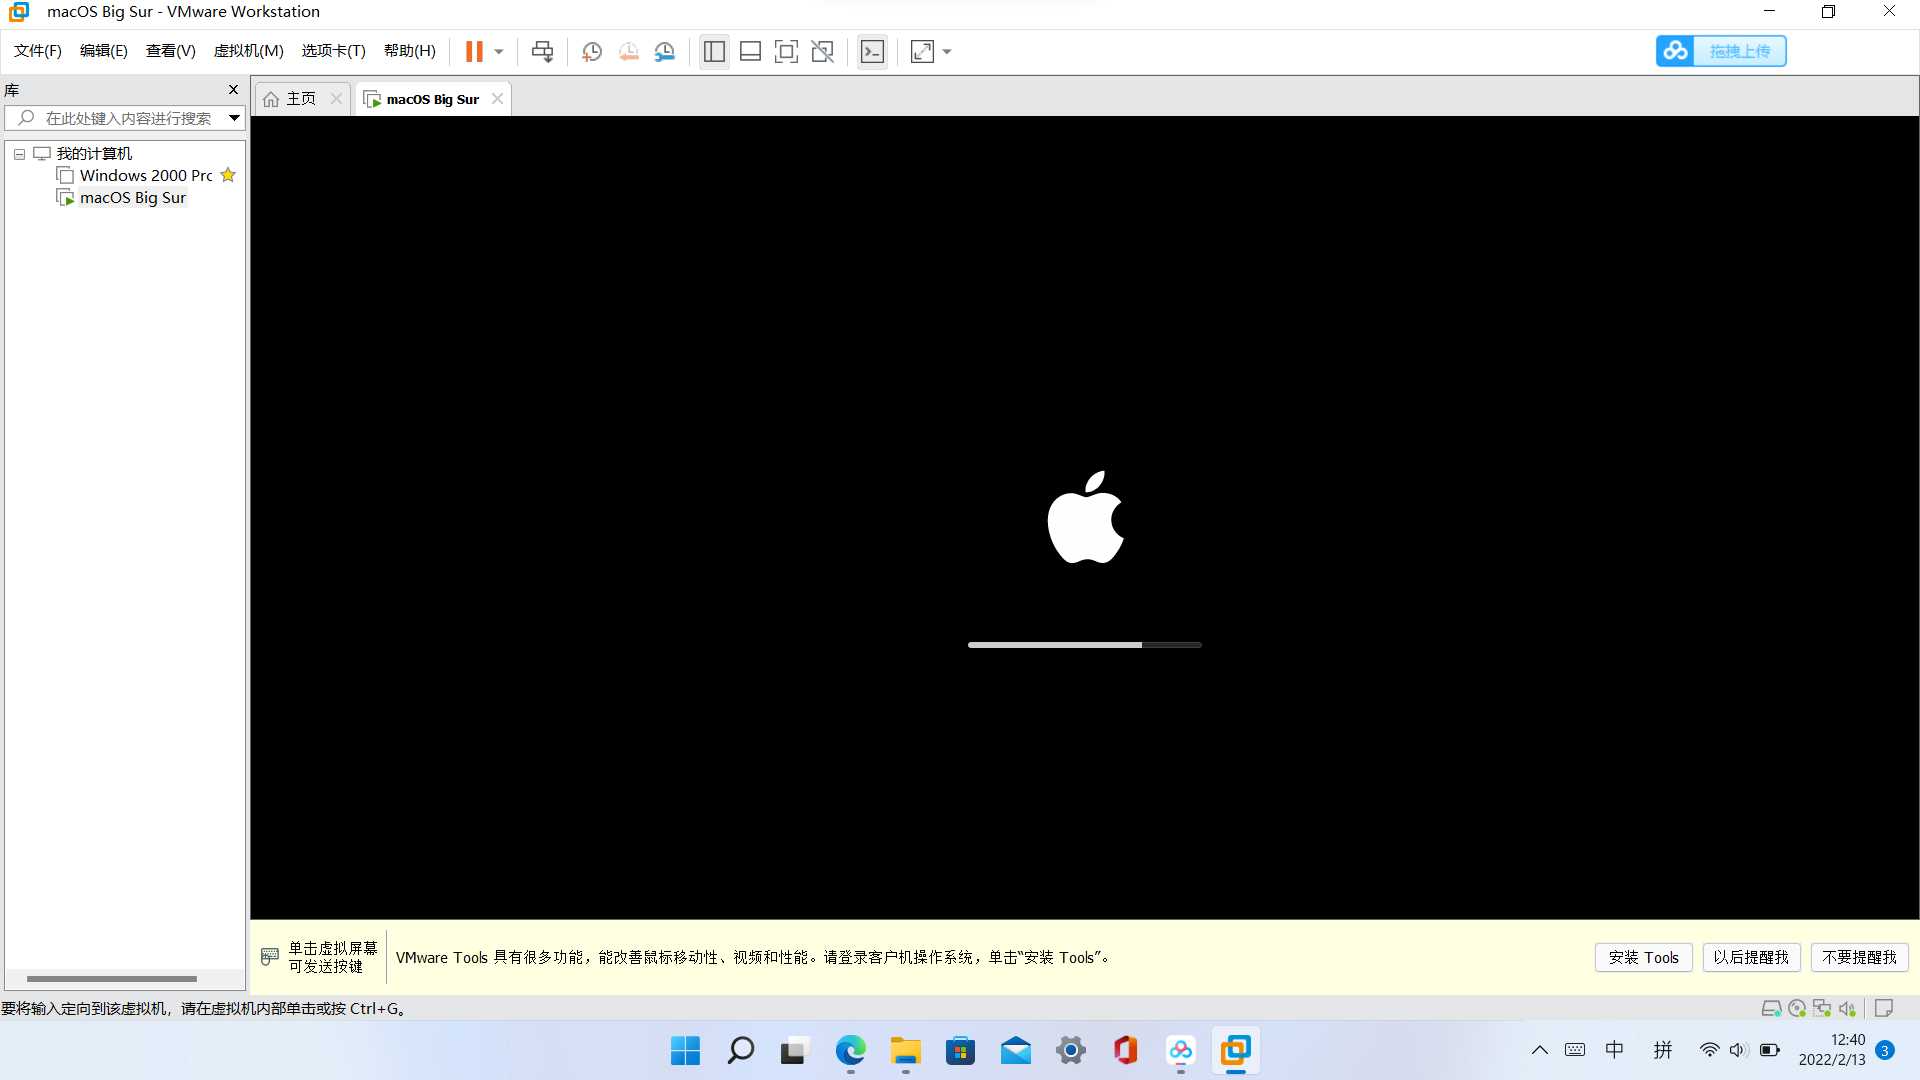 macOS Big Sur - VMware Workstation
文件(F) 编辑(E) 查看(V) 虚拟机(M) 选项卡(T) 帮助(H)
拖拽上传
库
主页
macOS Big Sur
在此处键入内容进行搜索
我的计算机
Windows 2000 Prc
macOS Big Sur
单击虚拟屏幕
可发送按键
VMware Tools 具有很多功能，能改善鼠标移动性、视频和性能。请登录客户机操作系统，单击“安装 Tools”。
安装 Tools
以后提醒我
不要提醒我
要将输入定向到该虚拟机，请在虚拟机内部单击或按 Ctrl+G。
中
拼
12:40
2022/2/13
3